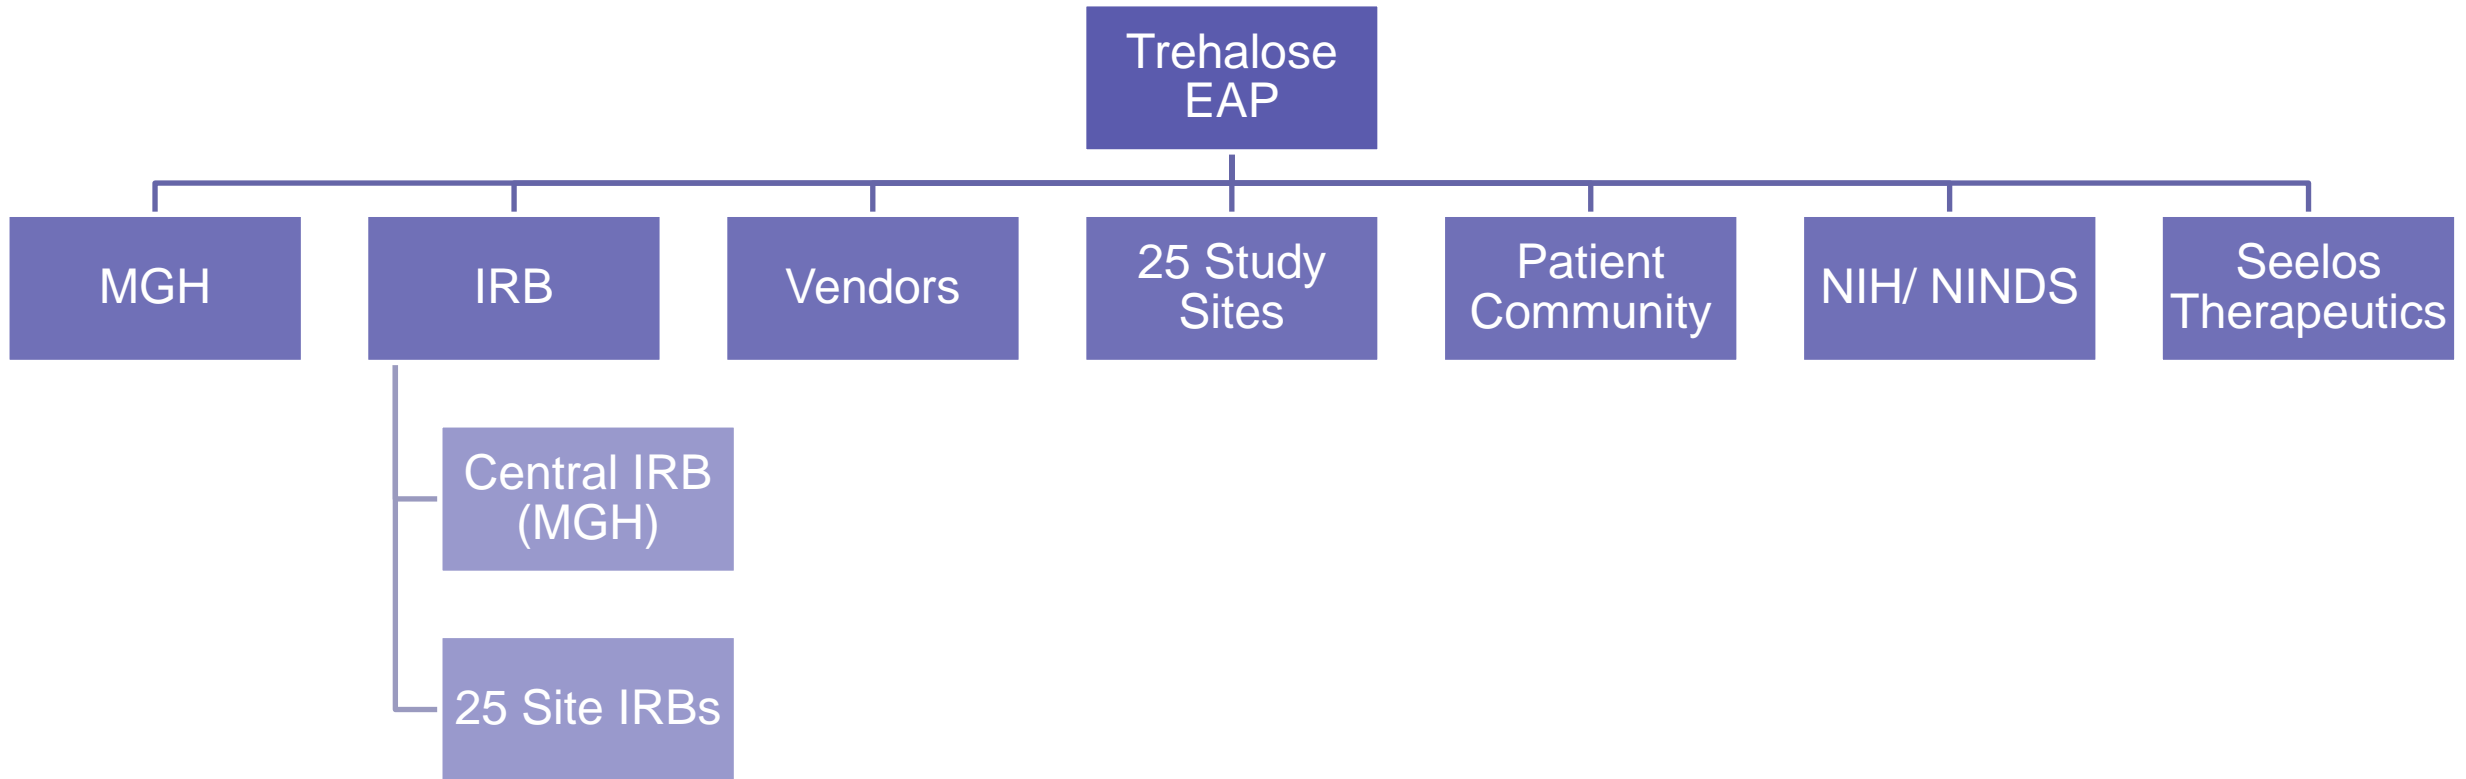 Trehalose
EAP
MGH
IRB
Vendors
25 Study
Sites
Patient
Community
NIH/ NINDS
Seelos
Therapeutics
Central IRB
(MGH)
25 Site IRBs